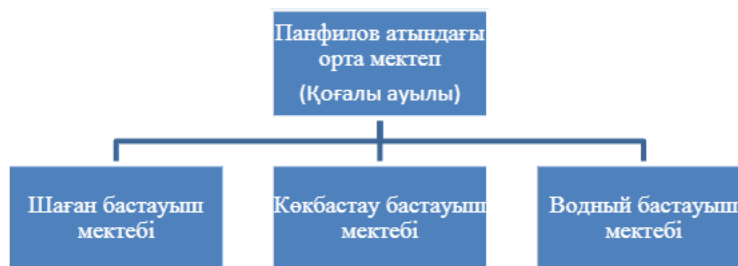 Панфилов атындағы
орта мектеп
(Қоғалы ауылы)
Шаған бастауыш
мектебі
Көкбастау бастауыш
мектебі
Водный бастауыш
мектебі